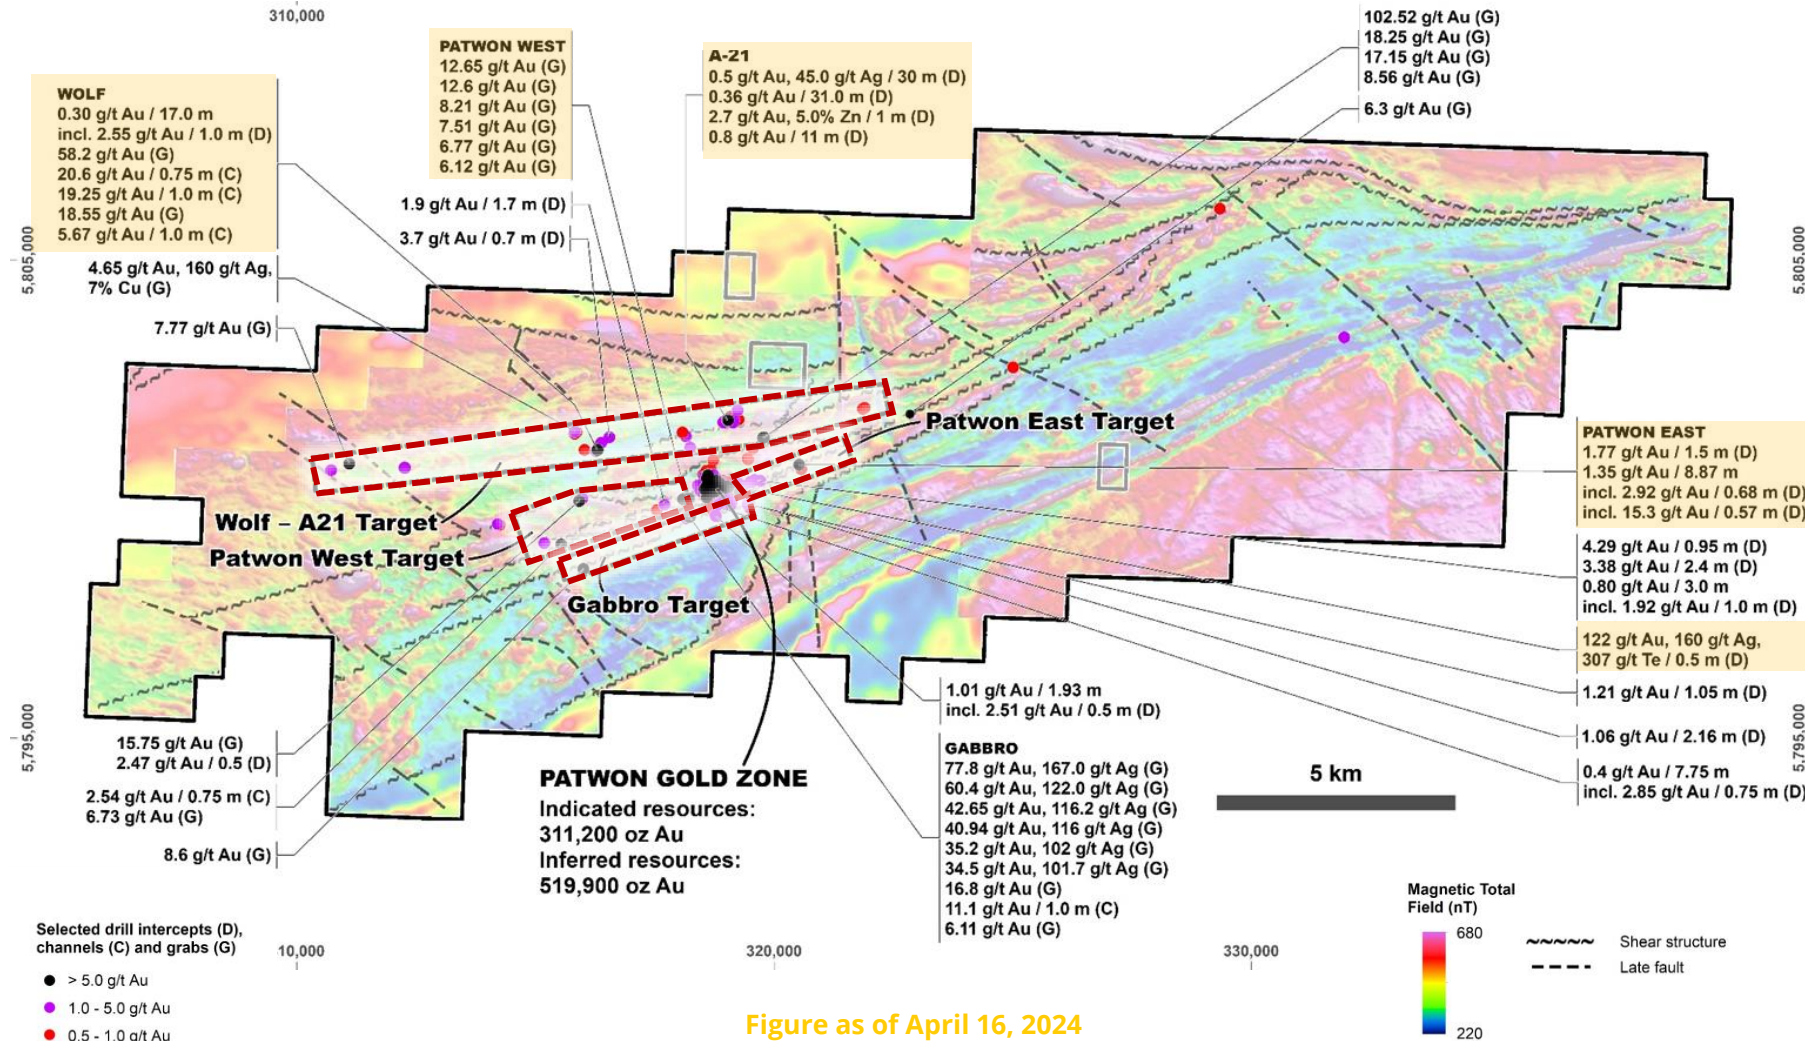 310,000
WOLF
0.30 g/t Au / 17.0 m
incl. 2.55 g/t Au / 1.0 m (D)
58.2 g/t Au (G)
20.6 g/t Au / 0.75 m (C)
19.25 g/t Au / 1.0 m (C)
18.55 g/t Au (G)
5.67 g/t Au / 1.0 m (C)
4.65 g/t Au, 160 g/t Ag,
7% Cu (G)
7.77 g/t Au (G)
PATWON WEST
12.65 g/t Au (G)
12.6 g/t Au (G)
8.21 g/t Au (G)
7.51 g/t Au (G)
6.77 g/t Au (G)
6.12 g/t Au (G)
1.9 g/t Au / 1.7 m (D)
3.7 g/t Au / 0.7 m (D)
A-21
0.5 g/t Au, 45.0 g/t Ag / 30 m (D)
0.36 g/t Au / 31.0 m (D)
2.7 g/t Au, 5.0% Zn / 1 m (D)
0.8 g/t Au / 11 m (D)
102.52 g/t Au (G)
18.25 g/t Au (G)
17.15 g/t Au (G)
8.56 g/t Au (G)
6.3 g/t Au (G)
5,805,000
5,805,000
Patwon East Target
Wolf – A21 Target
Patwon West Target
Gabbro Target
PATWON EAST
1.77 g/t Au / 1.5 m (D)
1.35 g/t Au / 8.87 m
incl. 2.92 g/t Au / 0.68 m (D)
incl. 15.3 g/t Au / 0.57 m (D)
4.29 g/t Au / 0.95 m (D)
3.38 g/t Au / 2.4 m (D)
0.80 g/t Au / 3.0 m
incl. 1.92 g/t Au / 1.0 m (D)
122 g/t Au, 160 g/t Ag,
307 g/t Te / 0.5 m (D)
1.21 g/t Au / 1.05 m (D)
1.06 g/t Au / 2.16 m (D)
0.4 g/t Au / 7.75 m
incl. 2.85 g/t Au / 0.75 m (D)
5,795,000
5,795,000
15.75 g/t Au (G)
2.47 g/t Au / 0.5 (D)
2.54 g/t Au / 0.75 m (C)
6.73 g/t Au (G)
8.6 g/t Au (G)
PATWON GOLD ZONE
Indicated resources:
311,200 oz Au
Inferred resources:
519,900 oz Au
1.01 g/t Au / 1.93 m
incl. 2.51 g/t Au / 0.5 m (D)
GABBRO
77.8 g/t Au, 167.0 g/t Ag (G)
60.4 g/t Au, 122.0 g/t Ag (G)
42.65 g/t Au, 116.2 g/t Ag (G)
40.94 g/t Au, 116 g/t Ag (G)
35.2 g/t Au, 102 g/t Ag (G)
34.5 g/t Au, 101.7 g/t Ag (G)
16.8 g/t Au (G)
11.1 g/t Au / 1.0 m (C)
6.11 g/t Au (G)
5 km
Selected drill intercepts (D),
channels (C) and grabs (G)
> 5.0 g/t Au
1.0 - 5.0 g/t Au
0.5 - 1.0 g/t Au
10,000
320,000
330,000
Magnetic Total
Field (nT)
680
220
Shear structure
Late fault
Figure as of April 16, 2024